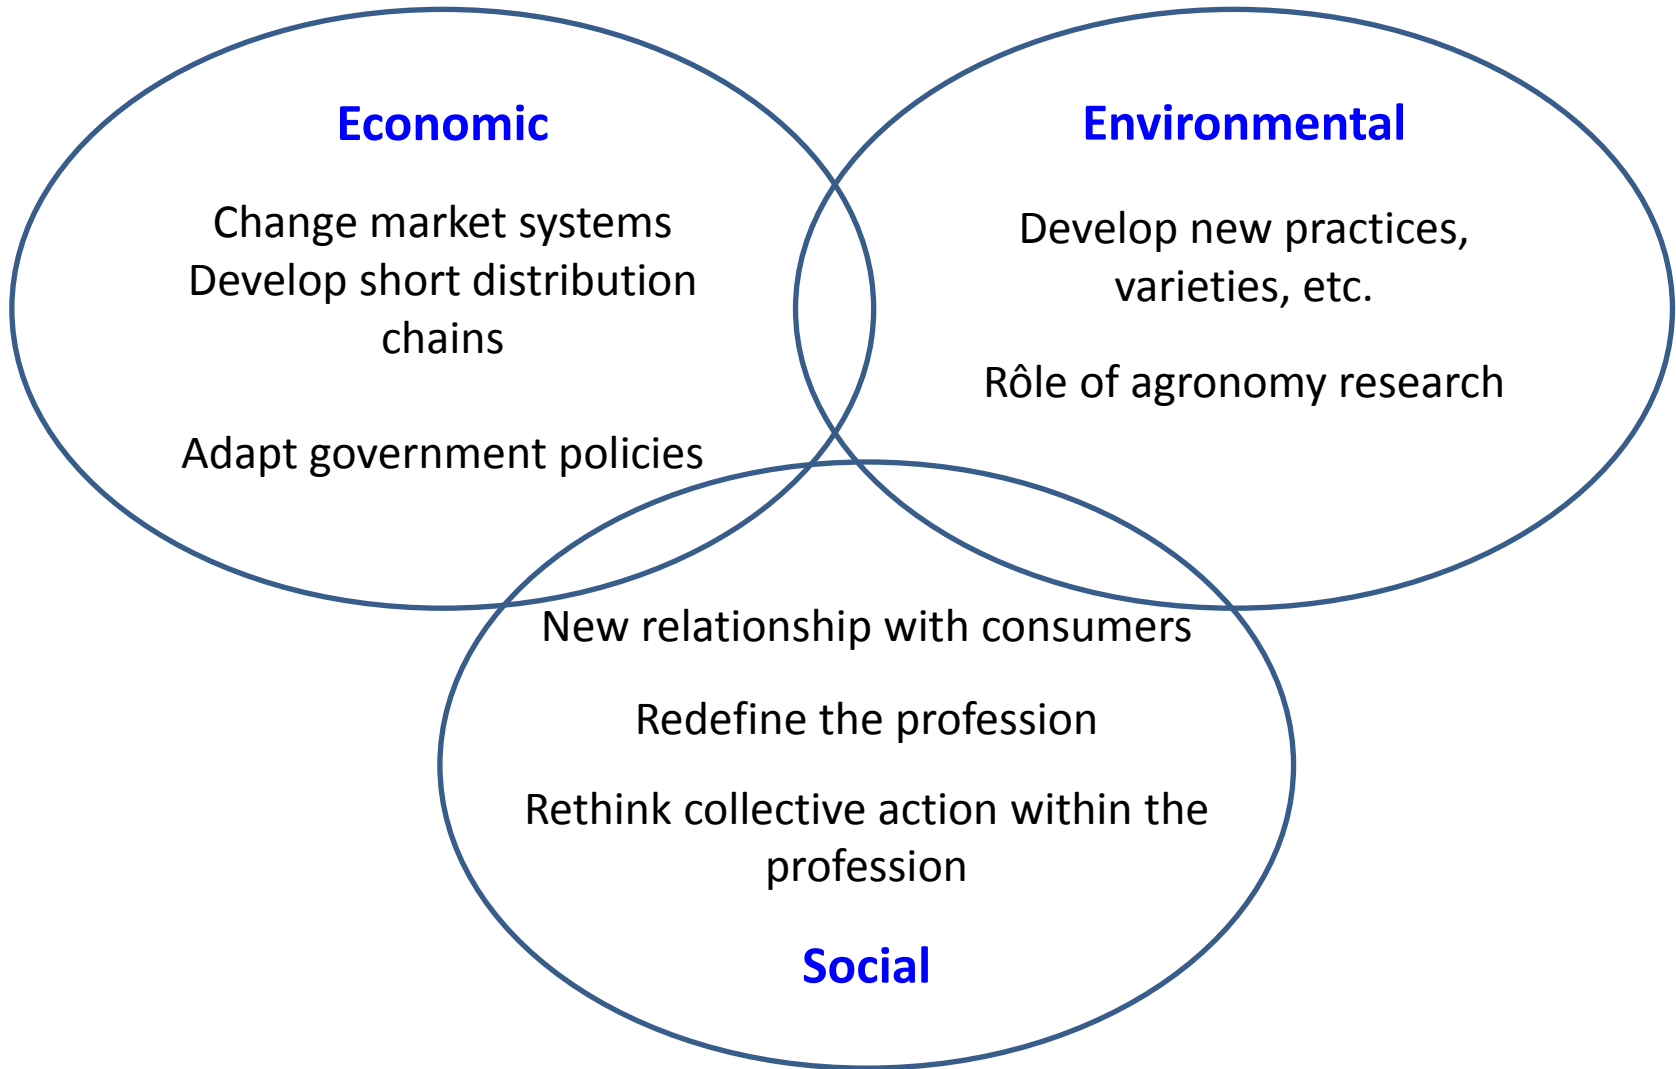 Economic
Change market systems
Develop short distribution
chains
Adapt government policies
Environmental
Develop new practices,
varieties, etc.
Rôle of agronomy research
New relationship with consumers
Redefine the profession
Rethink collective action within the
profession
Social